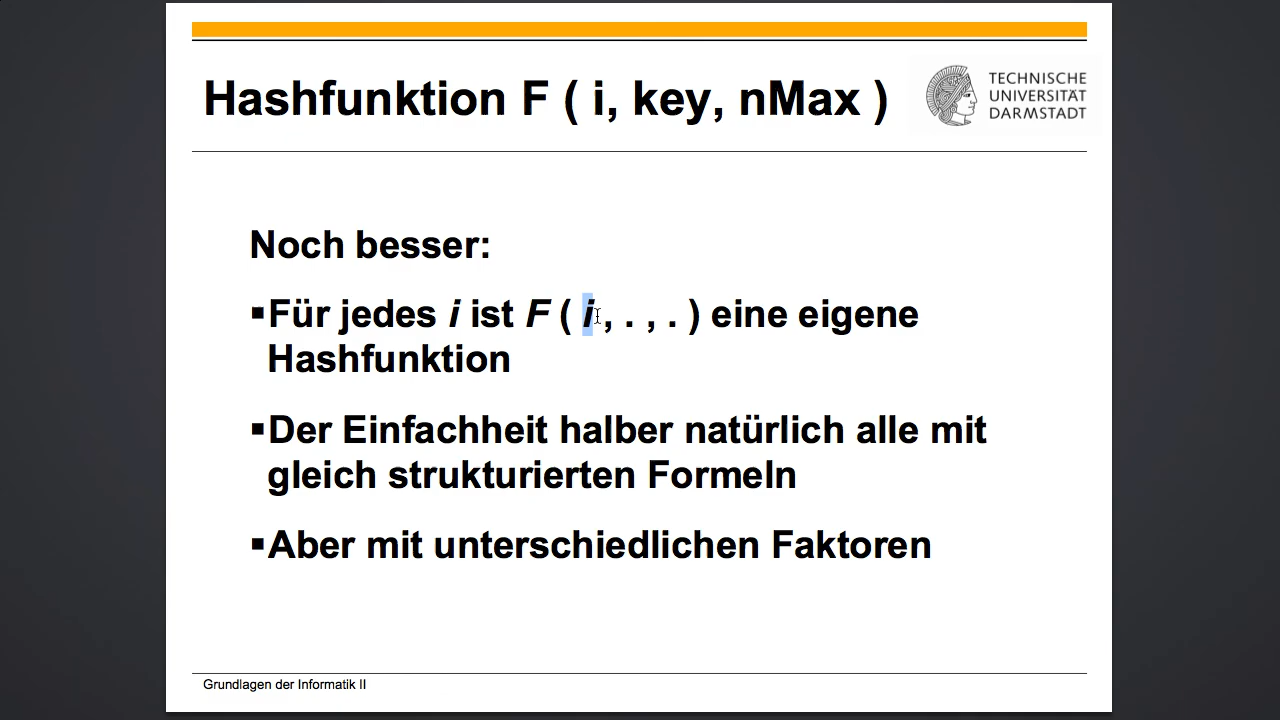 Hashfunktion F ( i, key, nMax )
TECHNISCHE
UNIVERSITÄT
DARMSTADT
Noch besser:
▪Für jedes i ist F ( i , . , . ) eine eigene
Hashfunktion
▪Der Einfachheit halber natürlich alle mit
gleich strukturierten Formeln
▪Aber mit unterschiedlichen Faktoren
Grundlagen der Informatik II